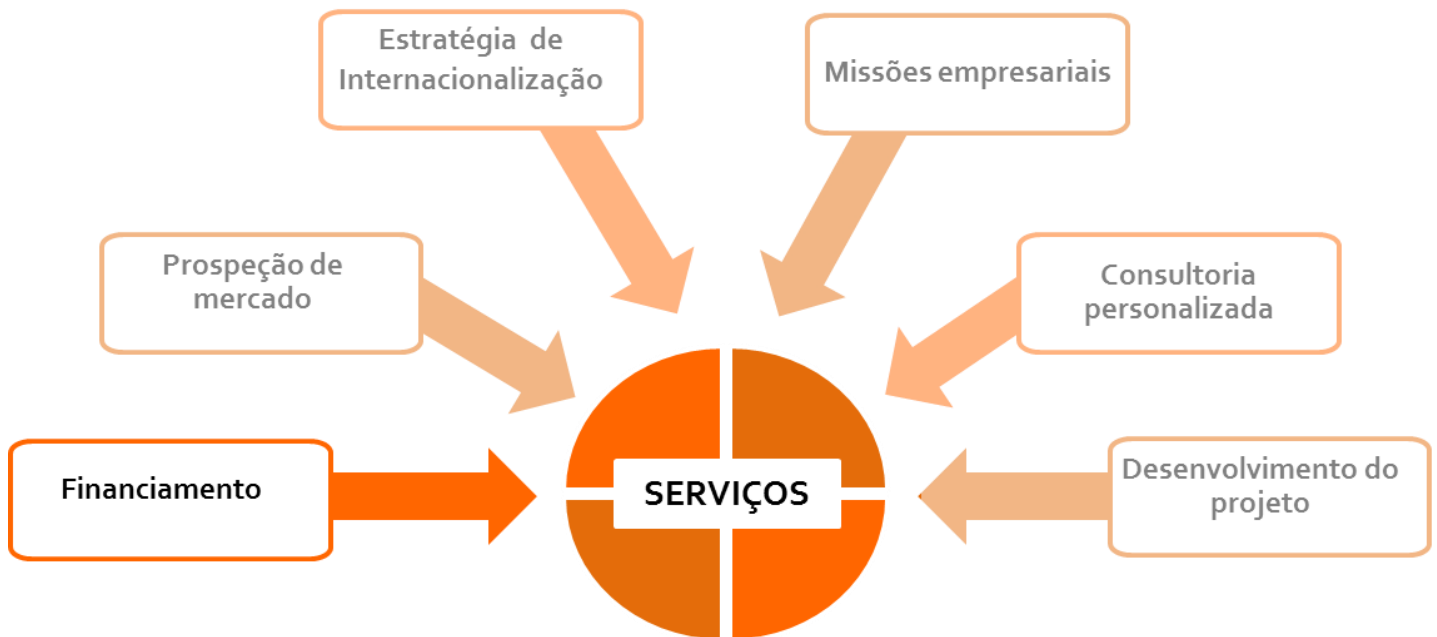 Estratégia de
Internacionalização
Missões empresariais
Prospeção de
mercado
Consultoria
personalizada
Financiamento
SERVIÇOS
Desenvolvimento do
projeto